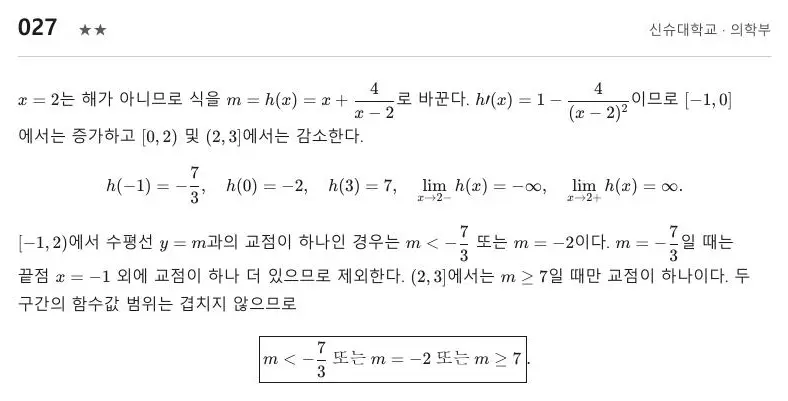 027 ★★ 신슈대학교 · 의학부
x = 2는 해가 아니므로 식을 m = h(x) = x + \frac{4}{x − 2}로 바꾼다. h′(x) = 1 − \frac{4}{(x − 2)^2}이므로 [−1, 0]
에서는 증가하고 [0, 2) 및 (2, 3]에서는 감소한다.
h(−1) = −\frac{7}{3}, h(0) = −2, h(3) = 7, \lim_{x→2−} h(x) = −∞, \lim_{x→2+} h(x) = ∞.
[−1, 2)에서 수평선 y = m과의 교점이 하나인 경우는 m < −\frac{7}{3} 또는 m = −2이다. m = −\frac{7}{3}일 때는
끝점 x = −1 외에 교점이 하나 더 있으므로 제외한다. (2, 3]에서는 m ≥ 7일 때만 교점이 하나이다. 두
구간의 함수값 범위는 겹치지 않으므로
m < −\frac{7}{3} 또는 m = −2 또는 m ≥ 7.